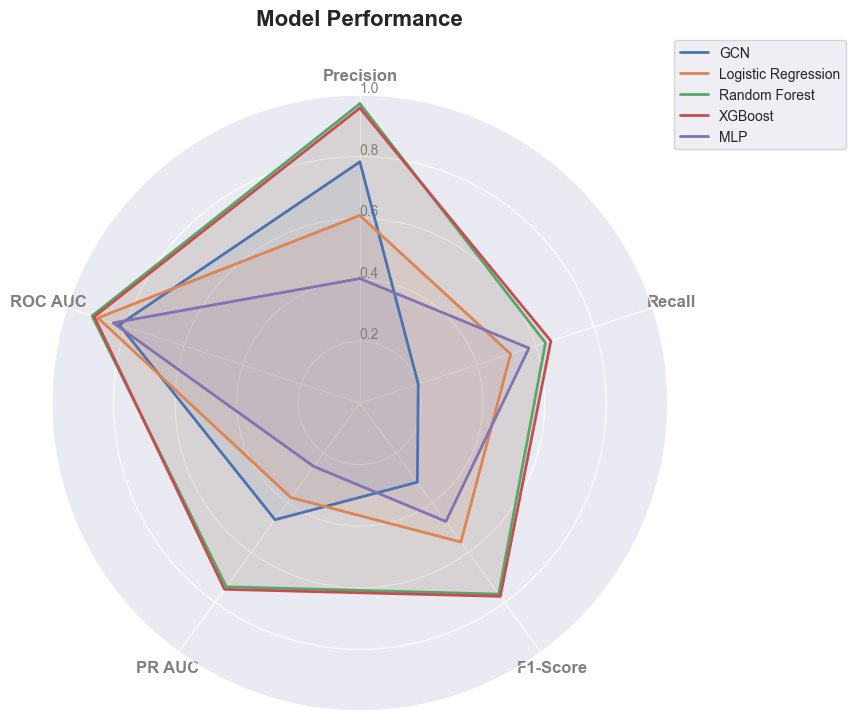 Model Performance
GCN
Logistic Regression
Random Forest
XGBoost
MLP
Precision
1.0
0.8
0.6
0.4
0.2
ROC AUC
Recall
PR AUC
F1-Score